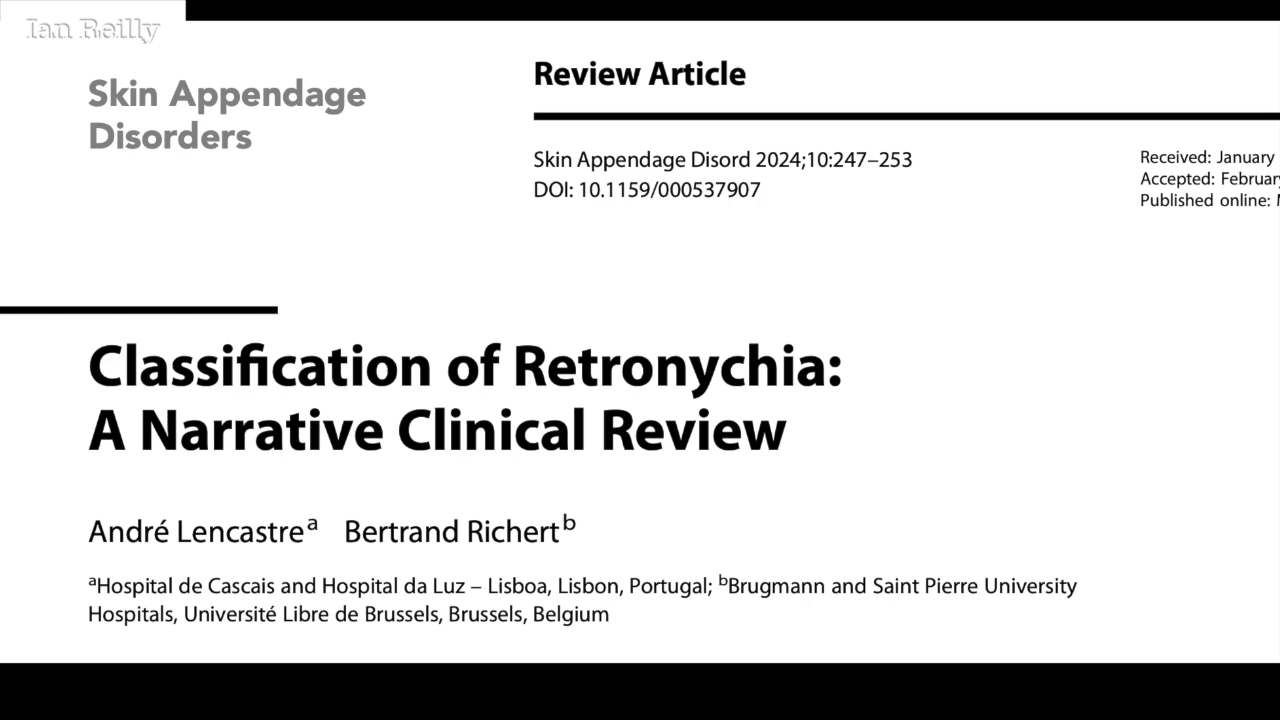 Ian Reilly
Skin Appendage
Disorders
Review Article
Skin Appendage Disord 2024;10:247–253
DOI: 10.1159/000537907
Received: January
Accepted: February
Published online:
Classification of Retronychia:
A Narrative Clinical Review
André Lencastreᵃ Bertrand Richertᵇ
ᵃHospital de Cascais and Hospital da Luz – Lisboa, Lisbon, Portugal; ᵇBrugmann and Saint Pierre University
Hospitals, Université Libre de Brussels, Brussels, Belgium